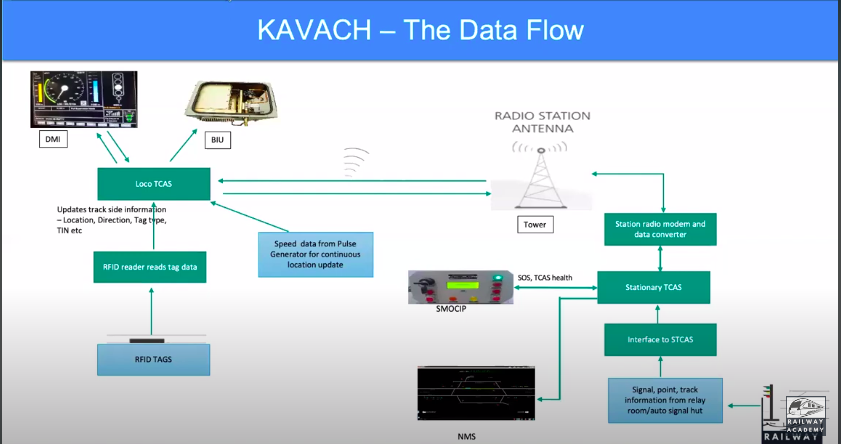 KAVACH – The Data Flow
DMI
BIU
RADIO STATION
ANTENNA
Loco TCAS
Updates track side information
– Location, Direction, Tag type,
TIN etc
Tower
Station radio modem and
data converter
Speed data from Pulse
Generator for continuous
location update
RFID reader reads tag data
SOS, TCAS health
Stationary TCAS
SMOCIP
Interface to STCAS
RFID TAGS
Signal, point, track
information from relay
room/auto signal hut
NMS
RAILWAY
ACADEMY
RAILWAY